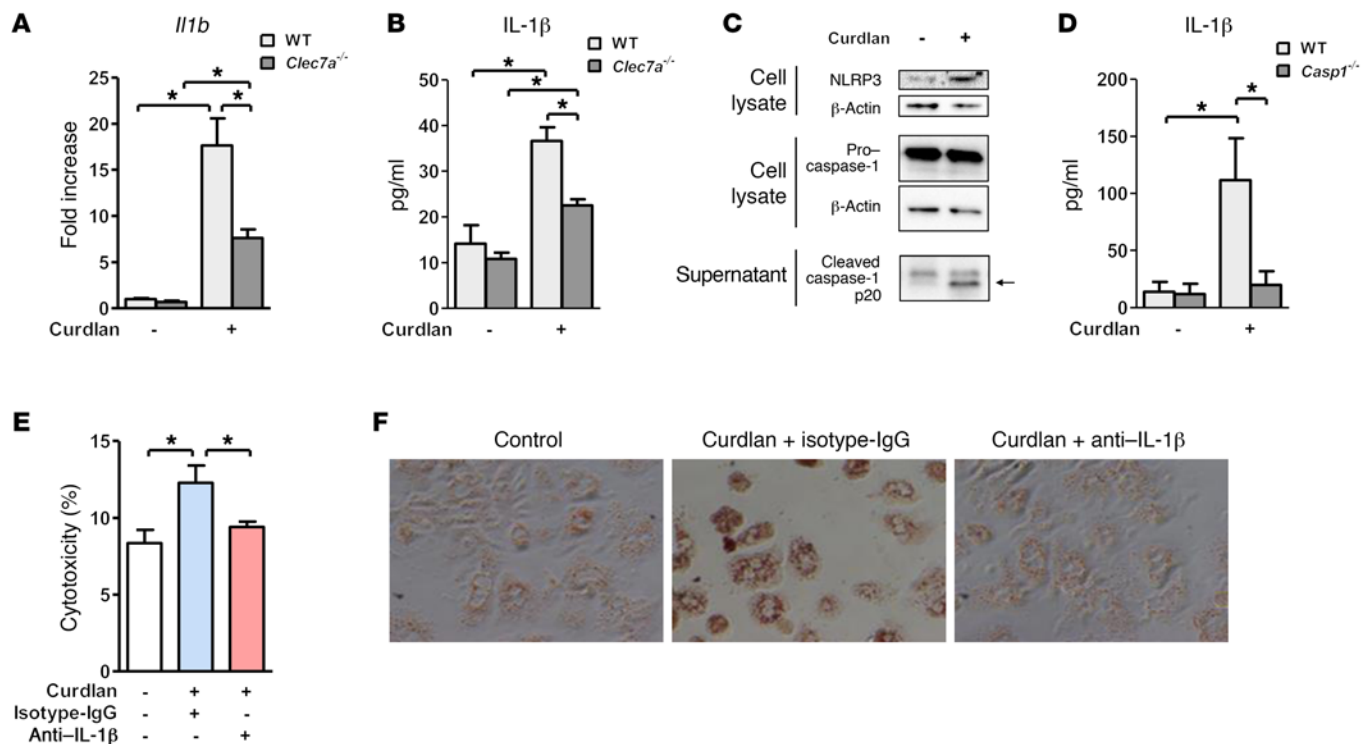 A
Il1b
WT
Clec7a-/-
Fold increase
25
20
15
10
5
0
* * *
Curdlan - +
B
IL-1β
WT
Clec7a-/-
pg/ml
50
40
30
20
10
0
* * *
Curdlan - +
C
Curdlan - +
Cell lysate
NLRP3
β-Actin
Cell lysate
Pro–
caspase-1
β-Actin
Supernatant
Cleaved
caspase-1
p20
D
IL-1β
WT
Casp1-/-
pg/ml
200
150
100
50
0
* *
Curdlan - +
E
Cytotoxicity (%)
15
10
5
0
* *
Curdlan - + +
Isotype-IgG - + -
Anti–IL-1β - - +
F
Control
Curdlan + isotype-IgG
Curdlan + anti–IL-1β